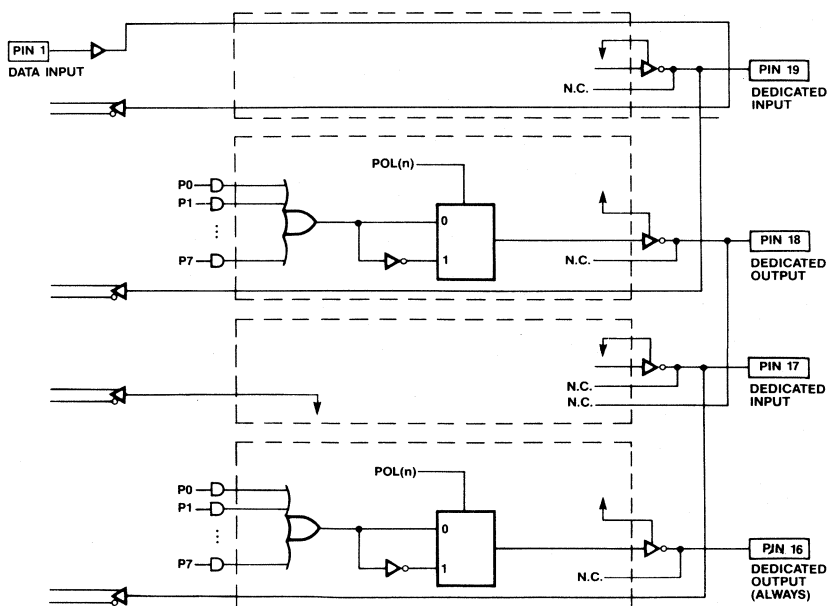 PIN 1
DATA INPUT
N.C.
PIN 19
DEDICATED
INPUT
POL(n)
P0
P1
⋮
P7
0
1
N.C.
PIN 18
DEDICATED
OUTPUT
N.C.
N.C.
PIN 17
DEDICATED
INPUT
POL(n)
P0
P1
⋮
P7
0
1
N.C.
PIN 16
DEDICATED
OUTPUT
(ALWAYS)